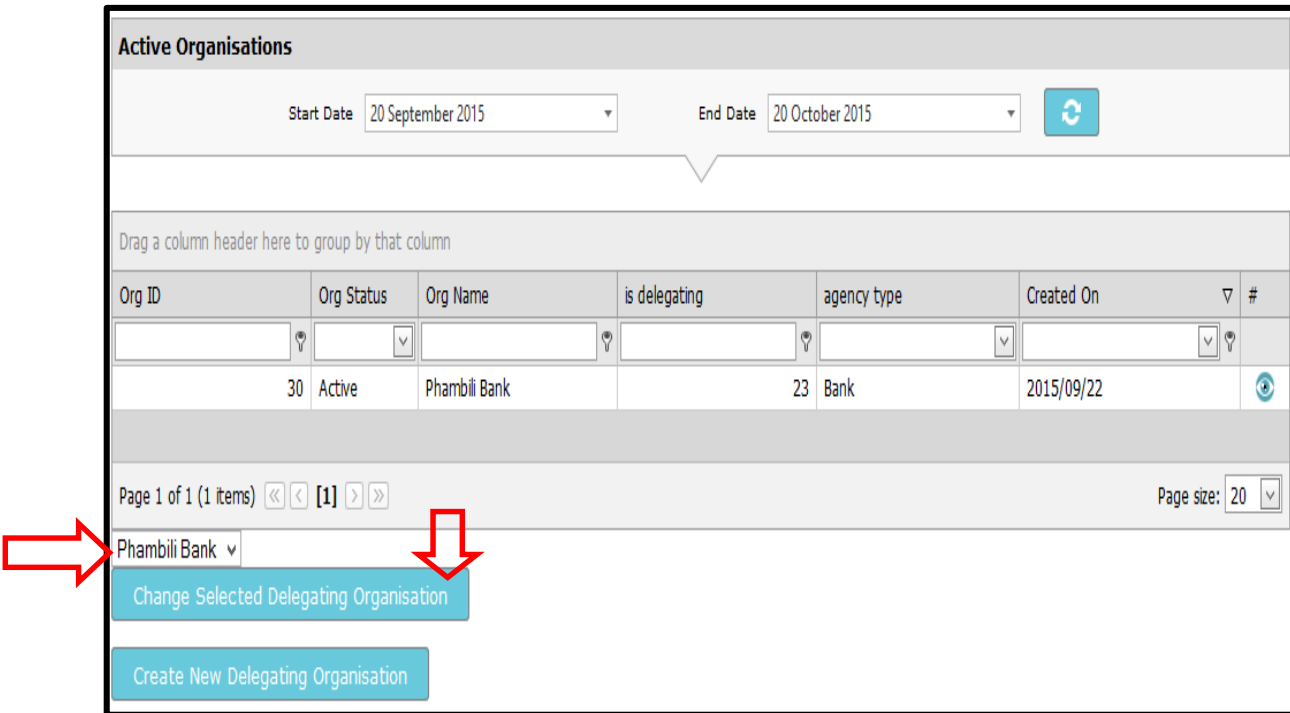 Active Organisations
Start Date 20 September 2015 End Date 20 October 2015
Drag a column header here to group by that column
Org ID Org Status Org Name is delegating agency type Created On #
30 Active Phambili Bank 23 Bank 2015/09/22
Page 1 of 1 (1 items) [1] Page size: 20
Phambili Bank
Change Selected Delegating Organisation
Create New Delegating Organisation